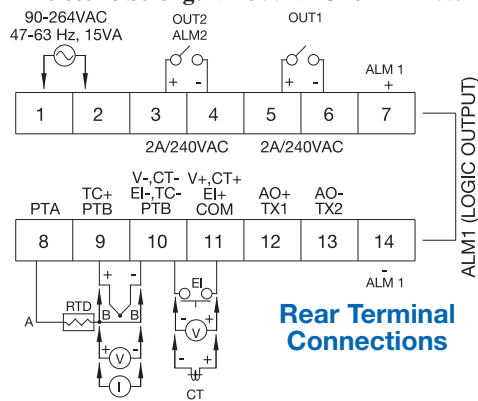 90-264VAC
47-63 Hz, 15VA
OUT2
ALM2
OUT1
ALM 1
+
+ -
+ -
1 2 3 4 5 6 7
2A/240VAC 2A/240VAC
ALM1 (LOGIC OUTPUT)
PTA
TC+
PTB
V-,CT-
EI-,TC-
PTB
V+,CT+
EI+
COM
AO+
TX1
AO-
TX2
8 9 10 11 12 13 14
-
ALM 1
+ -
EI
RTD
A B B
- V +
+ V -
- +
I
CT
Rear Terminal
Connections